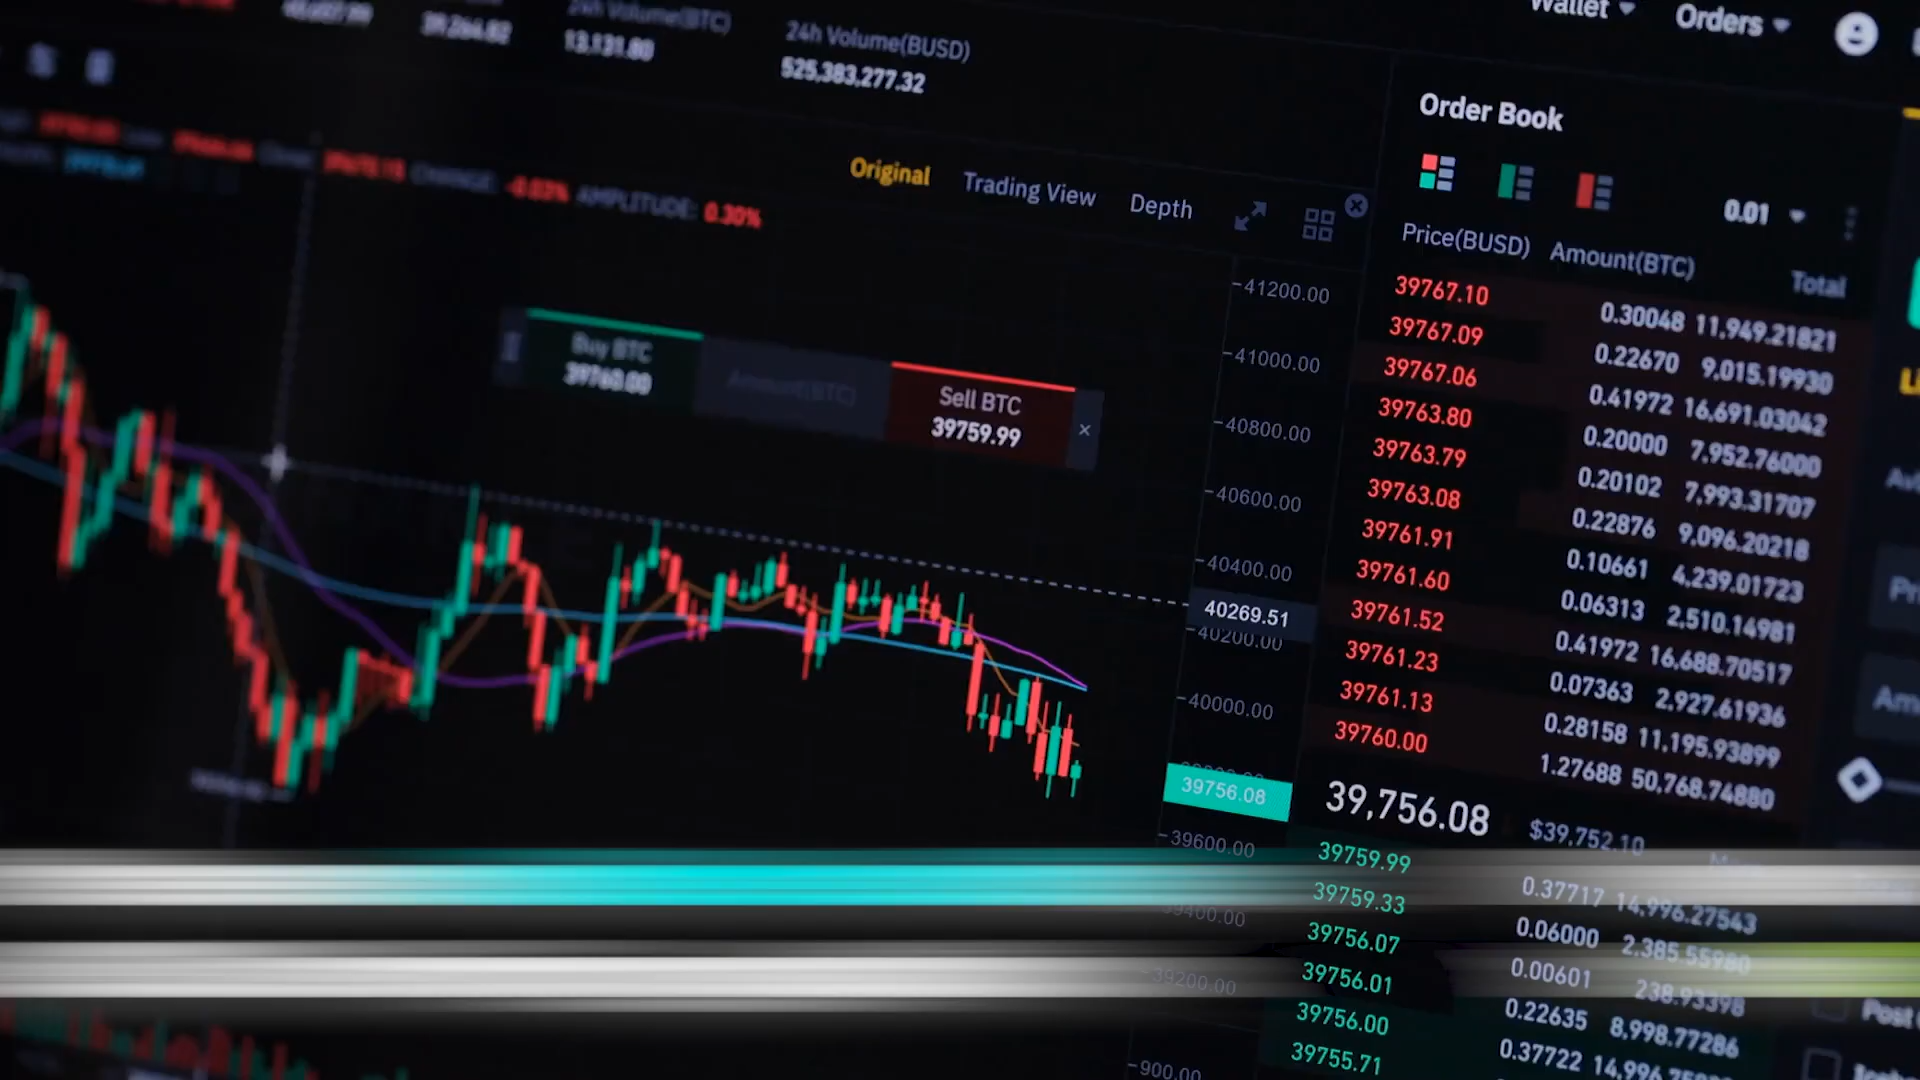 Wallet
Orders
24h Volume(BTC)
13,131.80
24h Volume(BUSD)
525,383,277.32
CHANGE: -0.03% AMPLITUDE: 0.30%
Original
Trading View
Depth
Buy BTC
39760.00
Amount(BTC)
Sell BTC
39759.99
×
41200.00
41000.00
40800.00
40600.00
40400.00
40269.51
40200.00
40000.00
39756.08
39600.00
39400.00
39200.00
Order Book
0.01
Price(BUSD) Amount(BTC) Total
39767.10 0.30048 11,949.21821
39767.09 0.22670 9,015.19930
39767.06 0.41972 16,691.03042
39763.80 0.20000 7,952.76000
39763.79 0.20102 7,993.31707
39763.08 0.22876 9,096.20218
39761.91 0.10661 4,239.01723
39761.60 0.06313 2,510.14981
39761.52 0.41972 16,688.70517
39761.23 0.07363 2,927.61936
39761.13 0.28158 11,195.93899
39760.00 1.27688 50,768.74880
39,756.08 $39,752.10
39759.99 0.37717 14,996.27543
39759.33 0.06000 2,385.55980
39756.07 0.00601 238.93398
39756.01 0.22635 8,998.77286
39756.00 0.37722
39755.71
Post